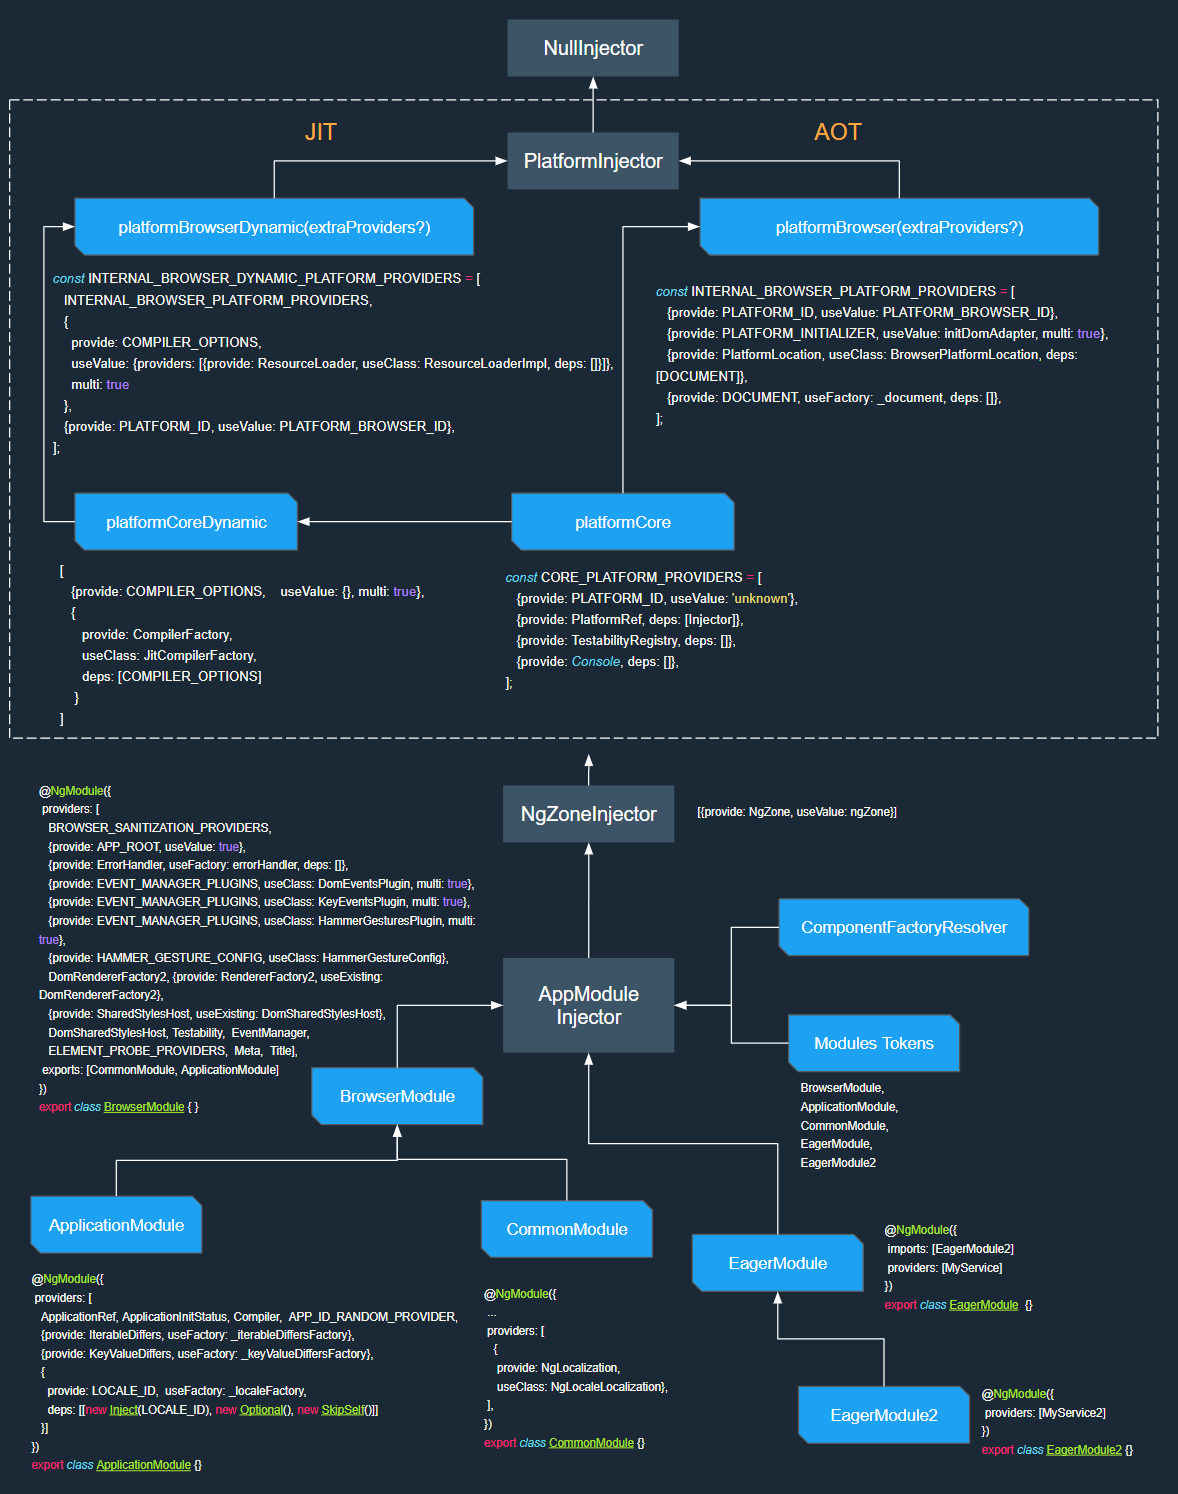 NullInjector
JIT
AOT
PlatformInjector
platformBrowserDynamic(extraProviders?)
platformBrowser(extraProviders?)
const INTERNAL_BROWSER_DYNAMIC_PLATFORM_PROVIDERS = [
INTERNAL_BROWSER_PLATFORM_PROVIDERS,
{
provide: COMPILER_OPTIONS,
useValue: {providers: [{provide: ResourceLoader, useClass: ResourceLoaderImpl, deps: []}]},
multi: true
},
{provide: PLATFORM_ID, useValue: PLATFORM_BROWSER_ID},
];
const INTERNAL_BROWSER_PLATFORM_PROVIDERS = [
{provide: PLATFORM_ID, useValue: PLATFORM_BROWSER_ID},
{provide: PLATFORM_INITIALIZER, useValue: initDomAdapter, multi: true},
{provide: PlatformLocation, useClass: BrowserPlatformLocation, deps:
[DOCUMENT]},
{provide: DOCUMENT, useFactory: _document, deps: []},
];
platformCoreDynamic
platformCore
[
{provide: COMPILER_OPTIONS, useValue: {}, multi: true},
{
provide: CompilerFactory,
useClass: JitCompilerFactory,
deps: [COMPILER_OPTIONS]
}
]
const CORE_PLATFORM_PROVIDERS = [
{provide: PLATFORM_ID, useValue: 'unknown'},
{provide: PlatformRef, deps: [Injector]},
{provide: TestabilityRegistry, deps: []},
{provide: Console, deps: []},
];
NgZoneInjector
[{provide: NgZone, useValue: ngZone}]
@NgModule({
providers: [
BROWSER_SANITIZATION_PROVIDERS,
{provide: APP_ROOT, useValue: true},
{provide: ErrorHandler, useFactory: errorHandler, deps: []},
{provide: EVENT_MANAGER_PLUGINS, useClass: DomEventsPlugin, multi: true},
{provide: EVENT_MANAGER_PLUGINS, useClass: KeyEventsPlugin, multi: true},
{provide: EVENT_MANAGER_PLUGINS, useClass: HammerGesturesPlugin, multi:
true},
{provide: HAMMER_GESTURE_CONFIG, useClass: HammerGestureConfig},
DomRendererFactory2, {provide: RendererFactory2, useExisting:
DomRendererFactory2},
{provide: SharedStylesHost, useExisting: DomSharedStylesHost},
DomSharedStylesHost, Testability, EventManager,
ELEMENT_PROBE_PROVIDERS, Meta, Title],
exports: [CommonModule, ApplicationModule]
})
export class BrowserModule { }
ComponentFactoryResolver
AppModule
Injector
Modules Tokens
BrowserModule,
ApplicationModule,
CommonModule,
EagerModule,
EagerModule2
BrowserModule
ApplicationModule
CommonModule
EagerModule
@NgModule({
imports: [EagerModule2]
providers: [MyService]
})
export class EagerModule {}
@NgModule({
providers: [
ApplicationRef, ApplicationInitStatus, Compiler, APP_ID_RANDOM_PROVIDER,
{provide: IterableDiffers, useFactory: _iterableDiffersFactory},
{provide: KeyValueDiffers, useFactory: _keyValueDiffersFactory},
{
provide: LOCALE_ID, useFactory: _localeFactory,
deps: [[new Inject(LOCALE_ID), new Optional(), new SkipSelf()]]
}]
})
export class ApplicationModule {}
@NgModule({
...
providers: [
{
provide: NgLocalization,
useClass: NgLocaleLocalization},
],
})
export class CommonModule {}
EagerModule2
@NgModule({
providers: [MyService2]
})
export class EagerModule2 {}